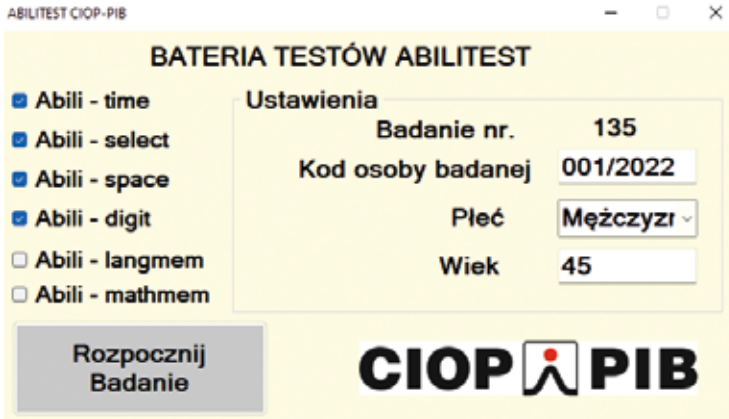 ABILITEST CIOP-PIB
BATERIA TESTÓW ABILITEST
Abili - time
Abili - select
Abili - space
Abili - digit
Abili - langmem
Abili - mathmem
Ustawienia
Badanie nr. 135
Kod osoby badanej 001/2022
Płeć Mężczyzr
Wiek 45
Rozpocznij
Badanie
CIOP PIB